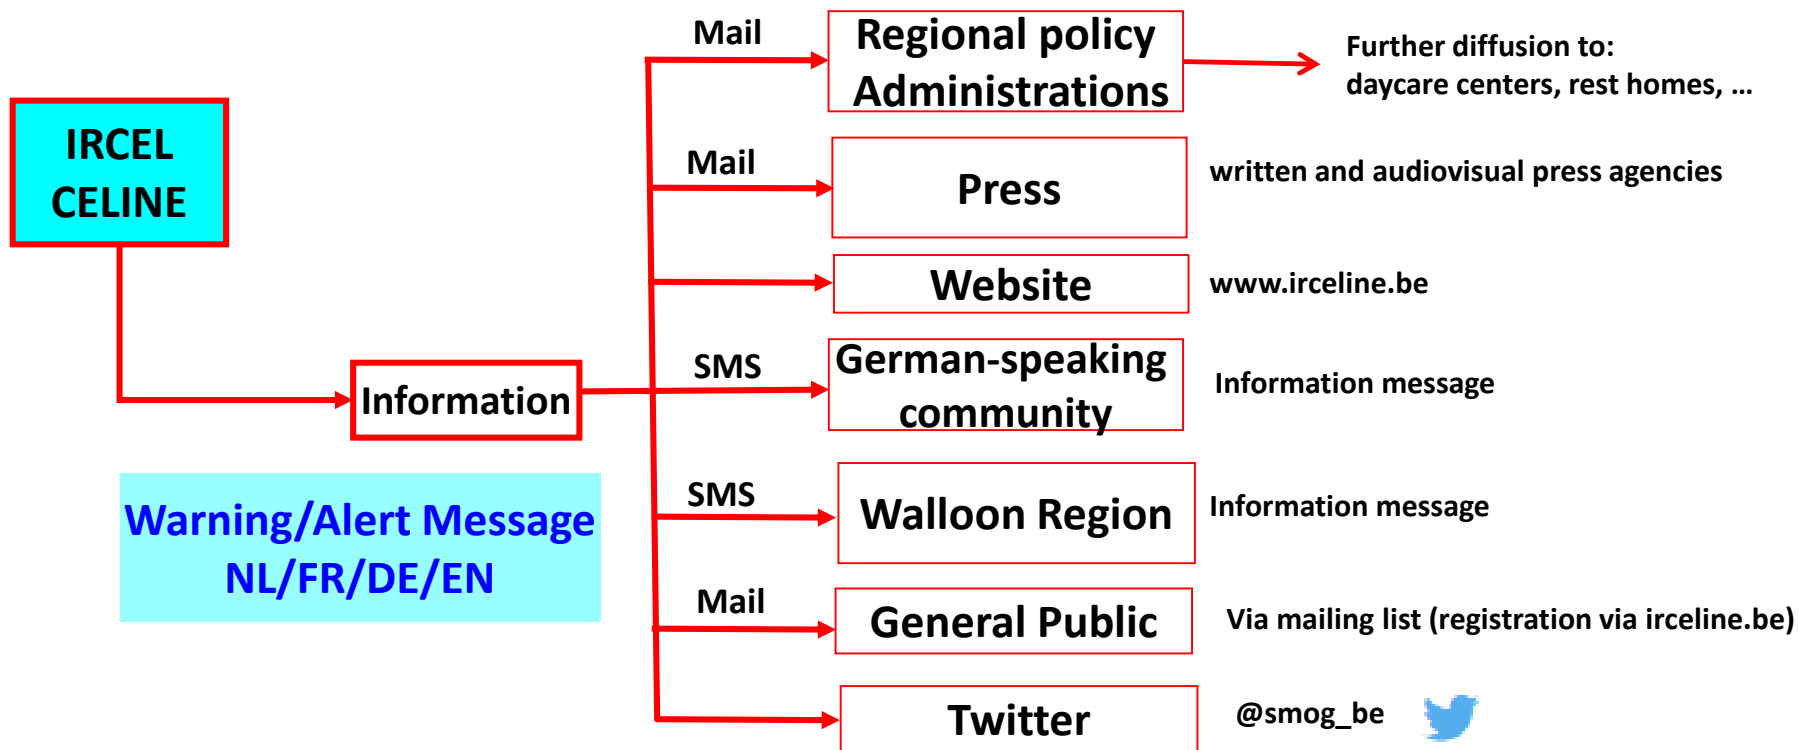 IRCEL
CELINE
Information
Warning/Alert Message
NL/FR/DE/EN
Mail
Regional policy
Administrations
Further diffusion to:
daycare centers, rest homes, ...
Mail
Press
written and audiovisual press agencies
Website
www.irceline.be
SMS
German-speaking
community
Information message
SMS
Walloon Region
Information message
Mail
General Public
Via mailing list (registration via irceline.be)
Twitter
@smog_be